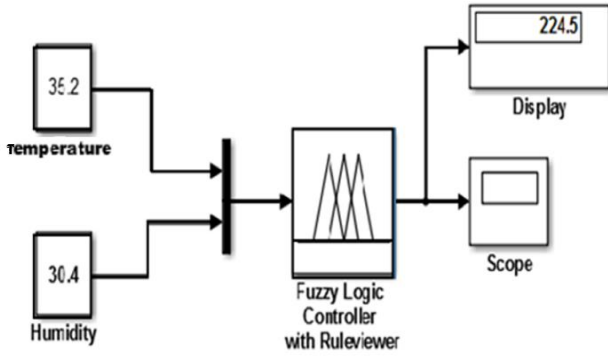 35.2
Temperature
30.4
Humidity
Fuzzy Logic
Controller
with Ruleviewer
224.5
Display
Scope